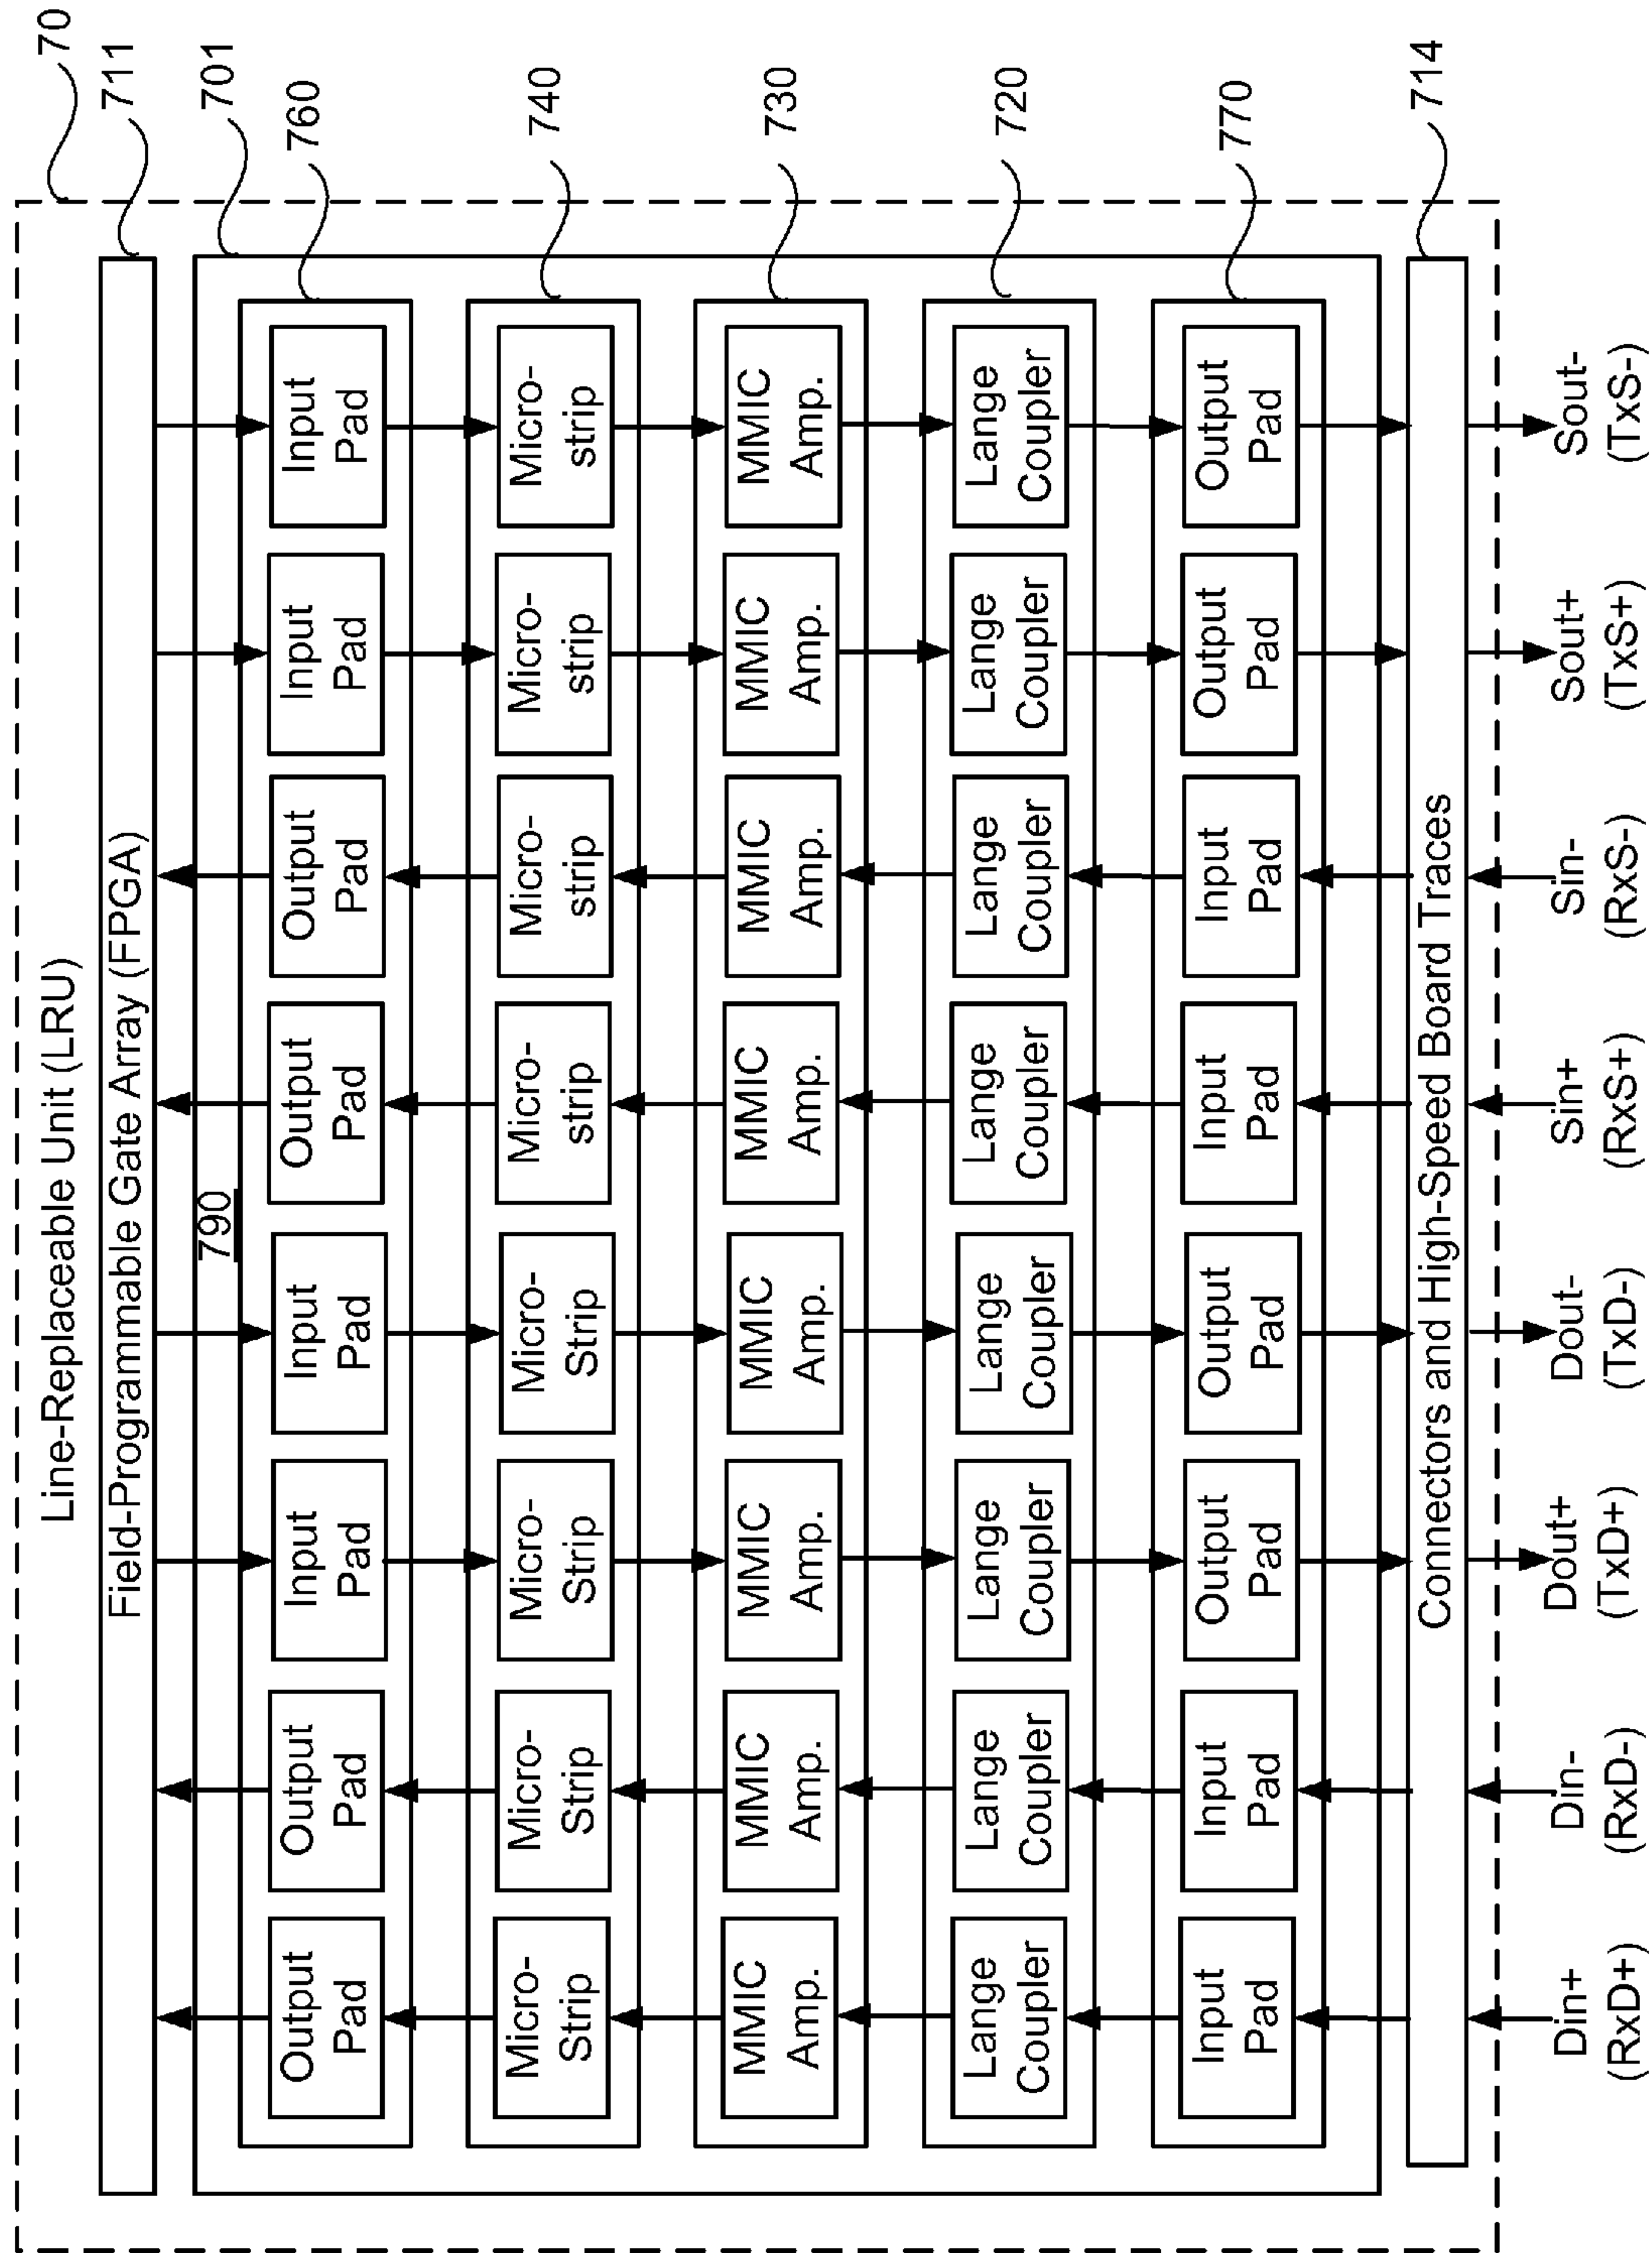 70
Line-Replaceable Unit (LRU)
711
Field-Programmable Gate Array (FPGA)
701
790
760
Output Output Input Input Output Output Input Input
Pad Pad Pad Pad Pad Pad Pad Pad
740
Micro- Micro- Micro- Micro- Micro- Micro- Micro- Micro-
Strip Strip Strip Strip strip strip strip strip
730
MMIC MMIC MMIC MMIC MMIC MMIC MMIC MMIC
Amp. Amp. Amp. Amp. Amp. Amp. Amp. Amp.
720
Lange Lange Lange Lange Lange Lange Lange Lange
Coupler Coupler Coupler Coupler Coupler Coupler Coupler Coupler
770
Input Input Output Output Input Input Output Output
Pad Pad Pad Pad Pad Pad Pad Pad
714
Connectors and High-Speed Board Traces
Din+ Din- Dout+ Dout- Sin+ Sin- Sout+ Sout-
(RxD+) (RxD-) (TxD+) (TxD-) (RxS+) (RxS-) (TxS+) (TxS-)